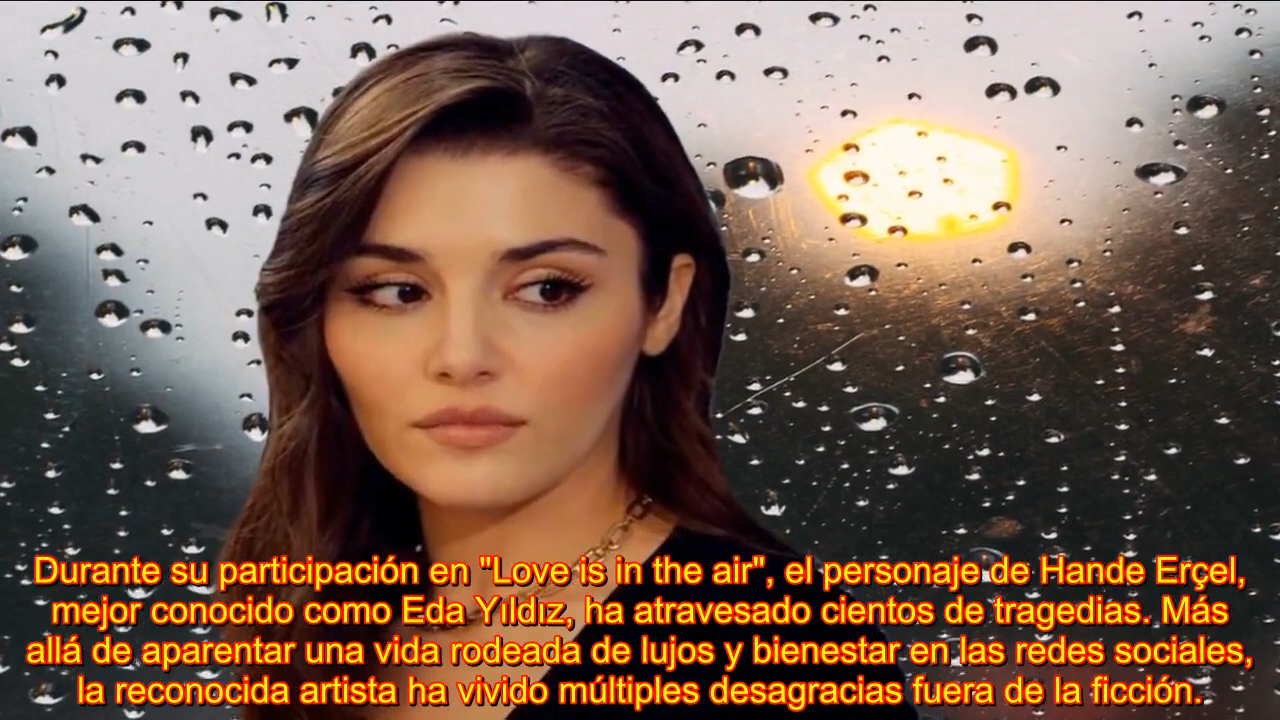 Durante su participación en "Love is in the air", el personaje de Hande Erçel,
mejor conocido como Eda Yıldız, ha atravesado cientos de tragedias. Más
allá de aparentar una vida rodeada de lujos y bienestar en las redes sociales,
la reconocida artista ha vivido múltiples desagracias fuera de la ficción.